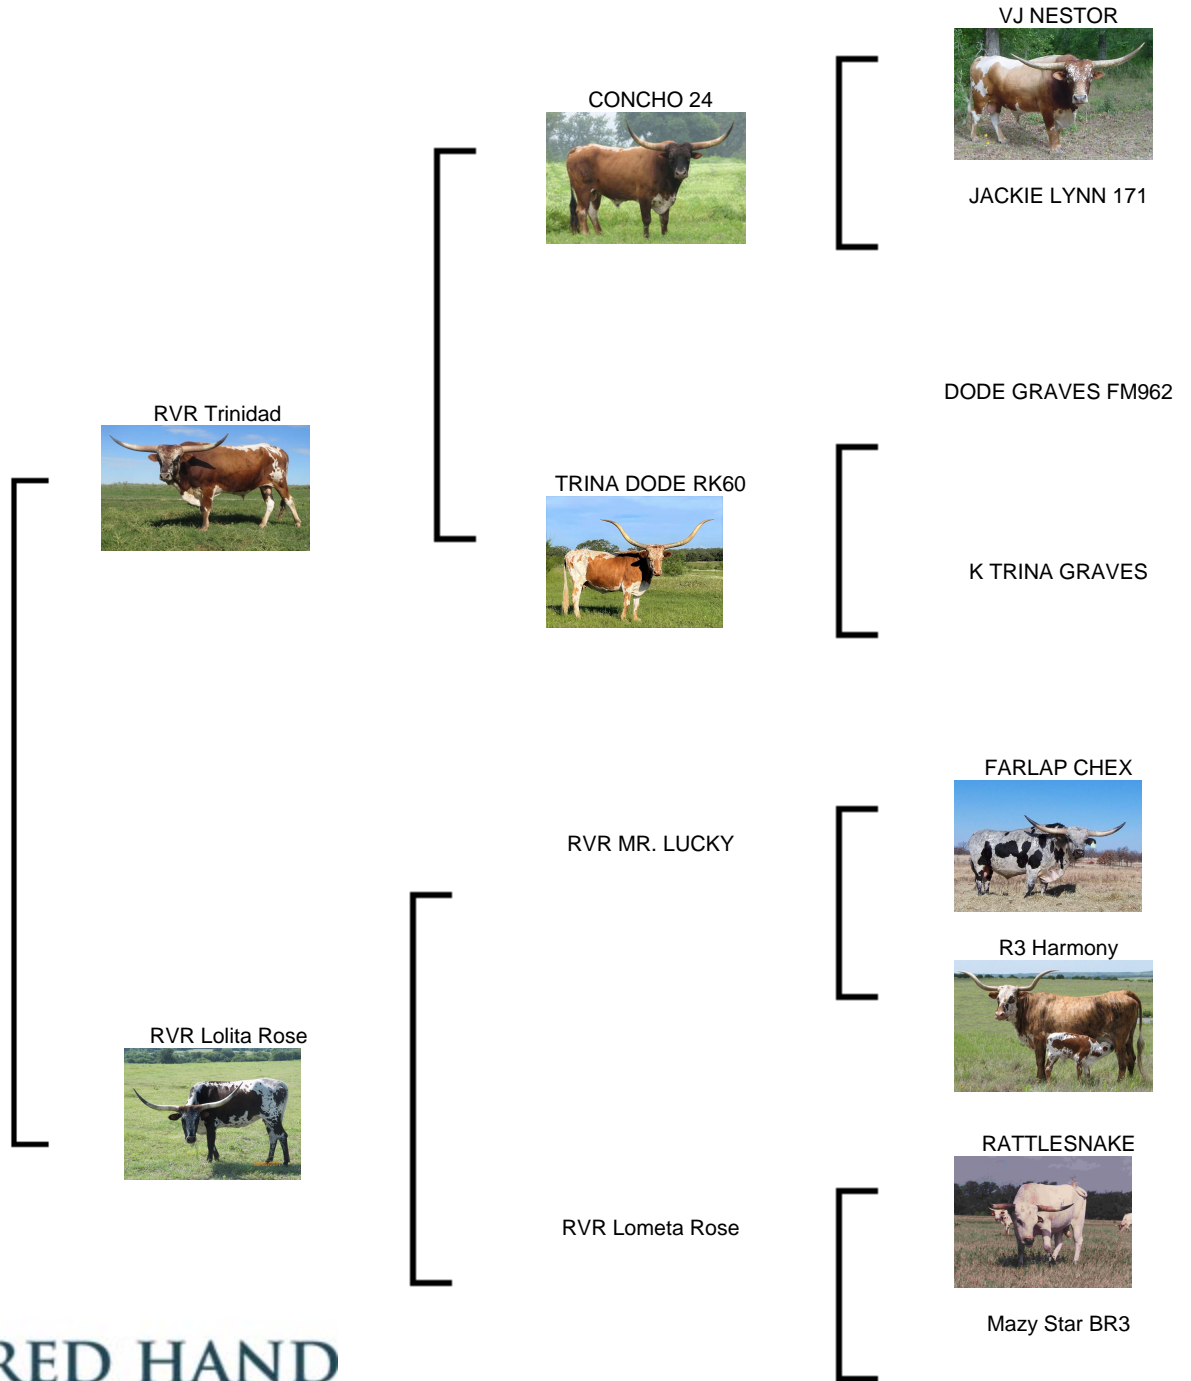 VJ NESTOR
CONCHO 24
JACKIE LYNN 171
DODE GRAVES FM962
RVR Trinidad
TRINA DODE RK60
K TRINA GRAVES
FARLAP CHEX
RVR MR. LUCKY
R3 Harmony
RVR Lolita Rose
RATTLESNAKE
RVR Lometa Rose
Mazy Star BR3
RED HAND